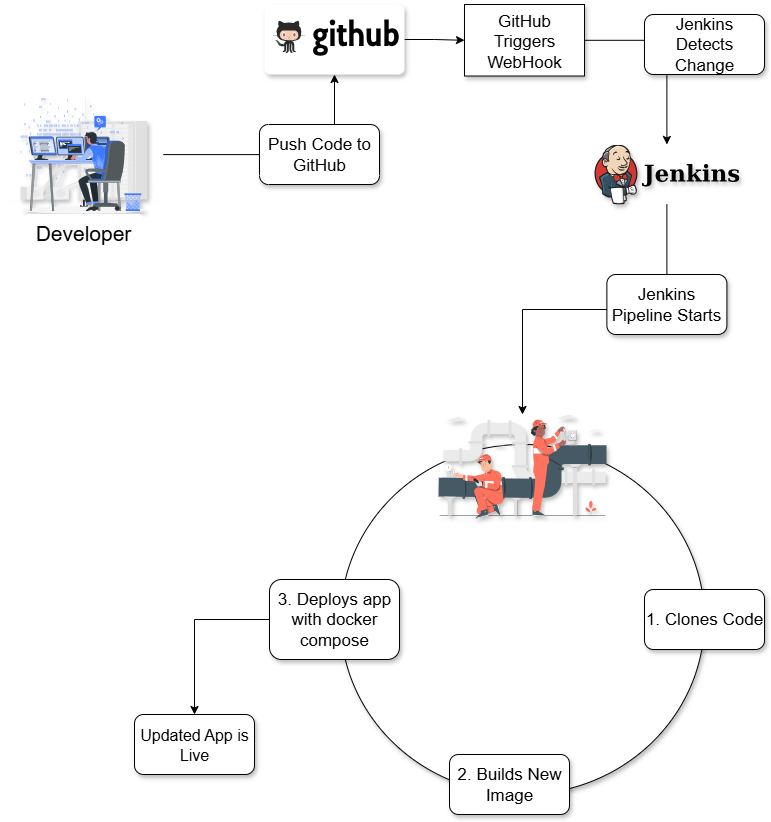 github
GitHub
Triggers
WebHook
Jenkins
Detects
Change
Push Code to
GitHub
Developer
Jenkins
Jenkins
Pipeline Starts
1. Clones Code
2. Builds New
Image
3. Deploys app
with docker
compose
Updated App is
Live